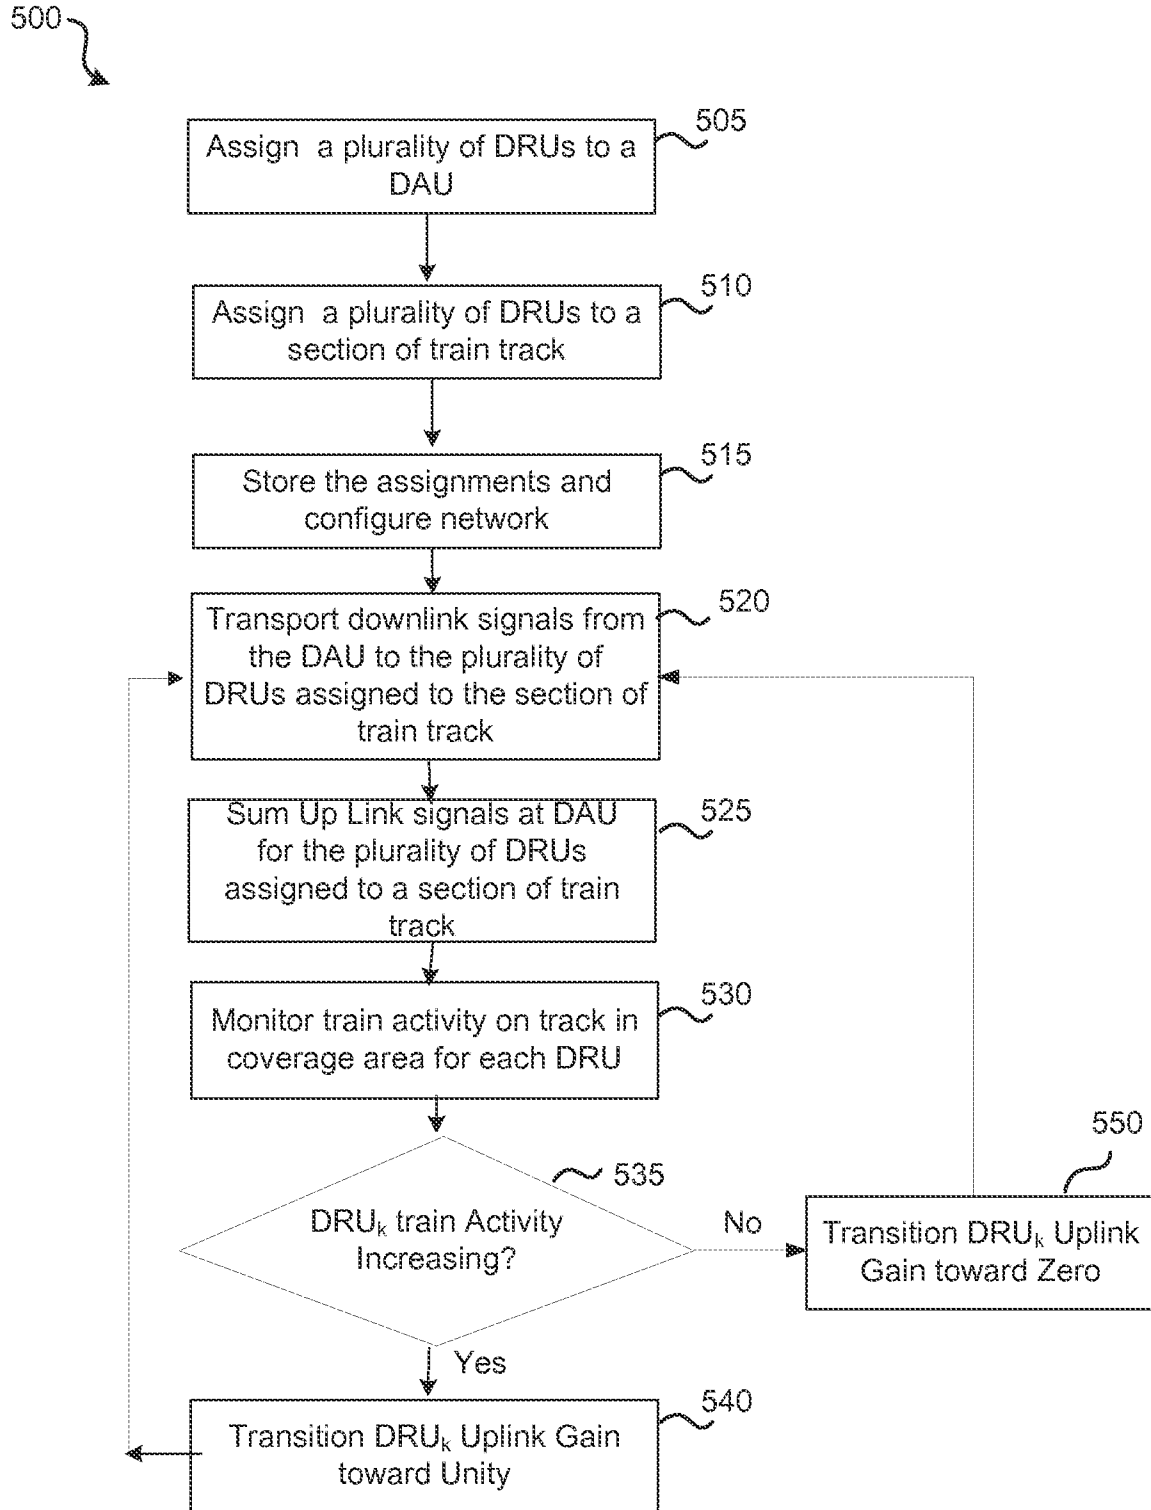 500
505
Assign a plurality of DRUs to a
DAU
510
Assign a plurality of DRUs to a
section of train track
515
Store the assignments and
configure network
520
Transport downlink signals from
the DAU to the plurality of
DRUs assigned to the section of
train track
525
Sum Up Link signals at DAU
for the plurality of DRUs
assigned to a section of train
track
530
Monitor train activity on track in
coverage area for each DRU
535
DRUk train Activity
Increasing?
No
550
Transition DRUk Uplink
Gain toward Zero
Yes
540
Transition DRUk Uplink Gain
toward Unity